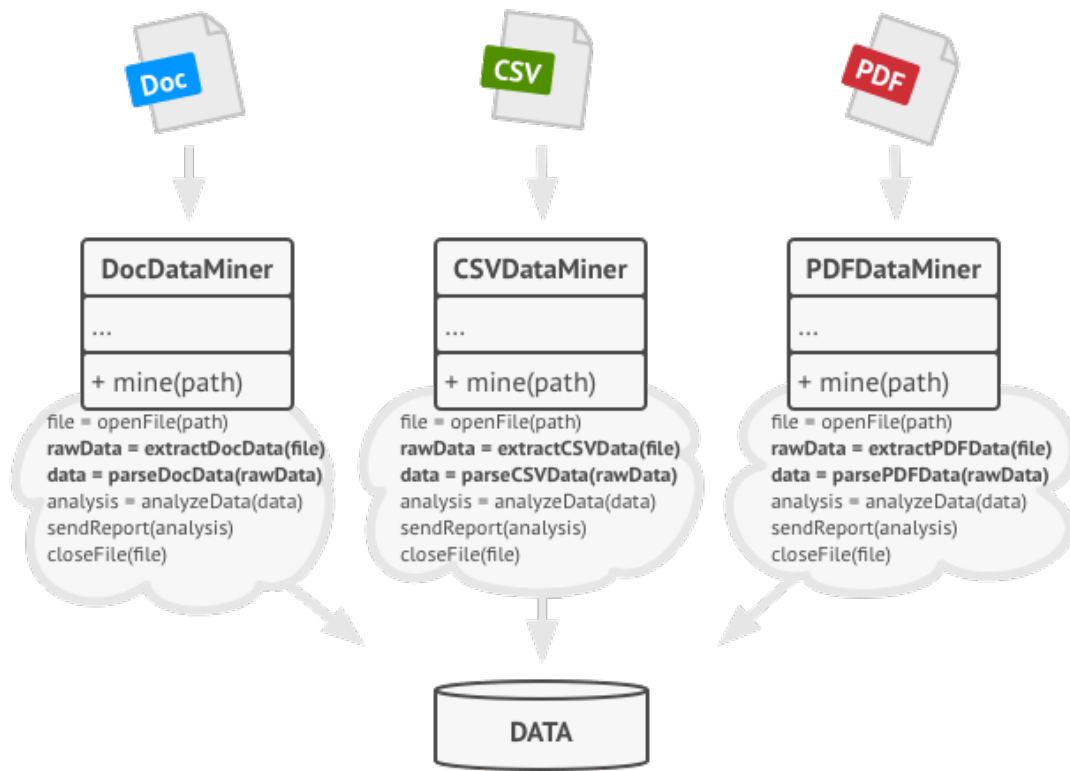 Doc
CSV
PDF
DocDataMiner
...
+ mine(path)
file = openFile(path)
rawData = extractDocData(file)
data = parseDocData(rawData)
analysis = analyzeData(data)
sendReport(analysis)
closeFile(file)
CSVDataMiner
...
+ mine(path)
file = openFile(path)
rawData = extractCSVData(file)
data = parseCSVData(rawData)
analysis = analyzeData(data)
sendReport(analysis)
closeFile(file)
PDFDataMiner
...
+ mine(path)
file = openFile(path)
rawData = extractPDFData(file)
data = parsePDFData(rawData)
analysis = analyzeData(data)
sendReport(analysis)
closeFile(file)
DATA